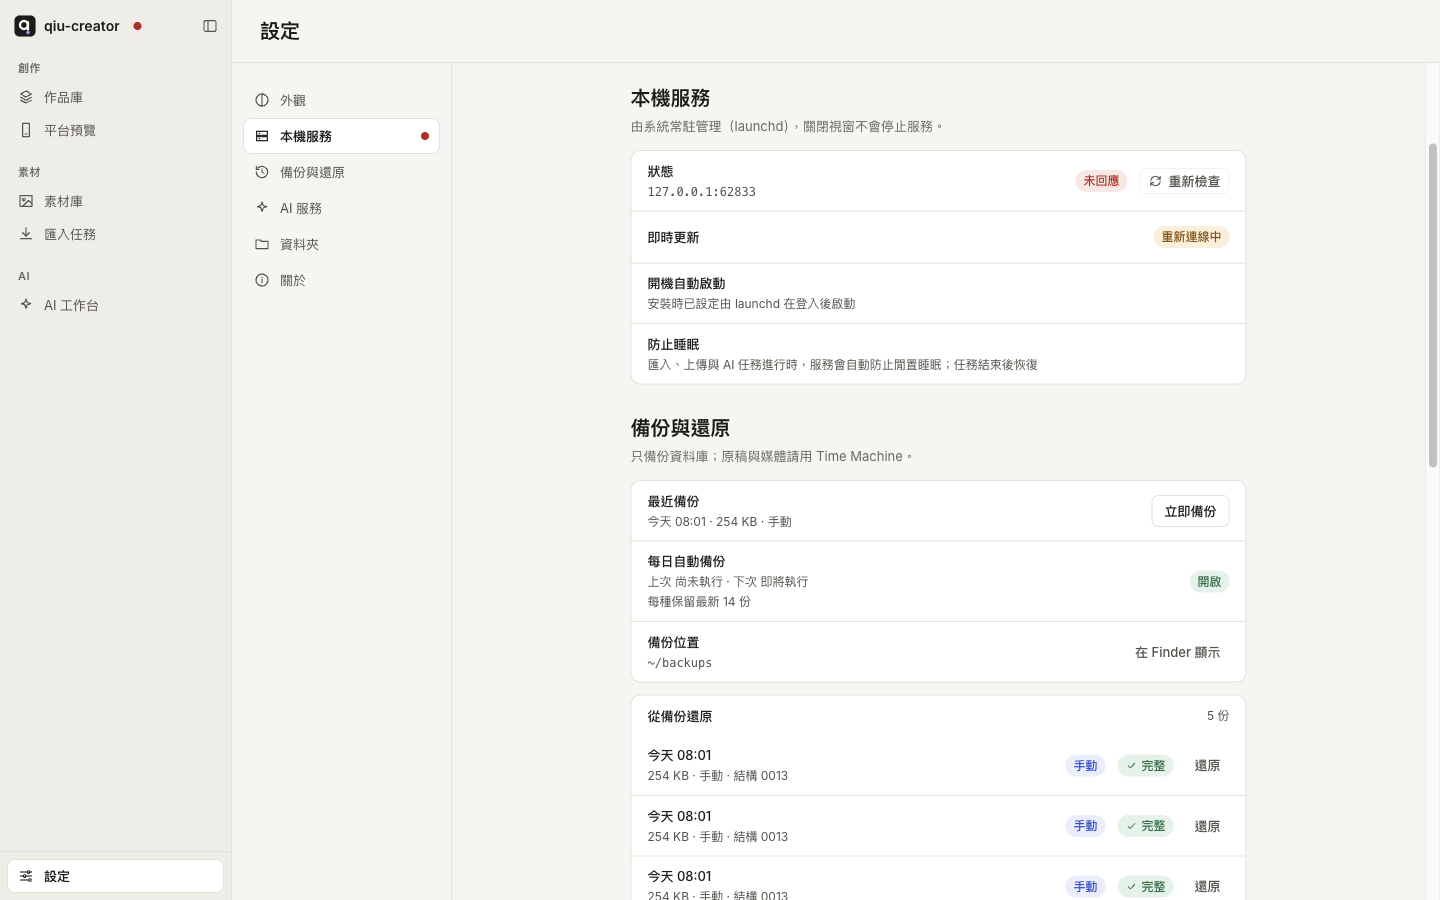 qiu-creator
創作
作品庫
平台預覽
素材
素材庫
匯入任務
AI
AI 工作台
設定
設定
外觀
本機服務
備份與還原
AI 服務
資料夾
關於
本機服務
由系統常駐管理（launchd），關閉視窗不會停止服務。
狀態
127.0.0.1:62833
未回應
重新檢查
即時更新
重新連線中
開機自動啟動
安裝時已設定由 launchd 在登入後啟動
防止睡眠
匯入、上傳與 AI 任務進行時，服務會自動防止閒置睡眠；任務結束後恢復
備份與還原
只備份資料庫；原稿與媒體請用 Time Machine。
最近備份
今天 08:01 · 254 KB · 手動
立即備份
每日自動備份
上次 尚未執行 · 下次 即將執行
每種保留最新 14 份
開啟
備份位置
~/backups
在 Finder 顯示
從備份還原
5 份
今天 08:01
254 KB · 手動 · 結構 0013
手動
完整
還原
今天 08:01
254 KB · 手動 · 結構 0013
手動
完整
還原
今天 08:01
254 KB · 手動 · 結構 0013
手動
完整
還原